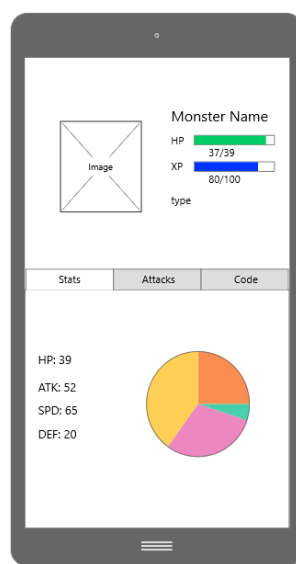 Monster Name
HP
37/39
XP
80/100
Image
type
Stats Attacks Code
HP: 39
ATK: 52
SPD: 65
DEF: 20